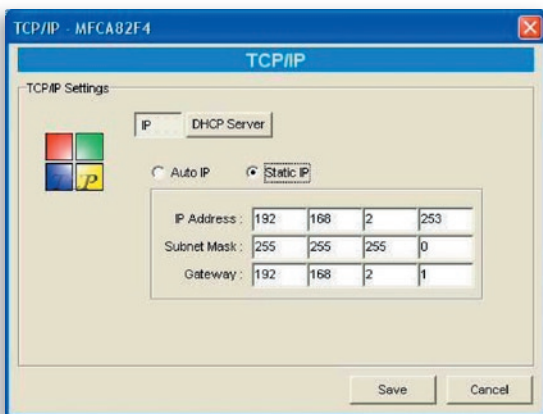 TCP/IP - MFCA82F4
TCP/IP
TCP/IP Settings
IP DHCP Server
Auto IP Static IP
IP Address : 192 168 2 253
Subnet Mask : 255 255 255 0
Gateway : 192 168 2 1
Save Cancel